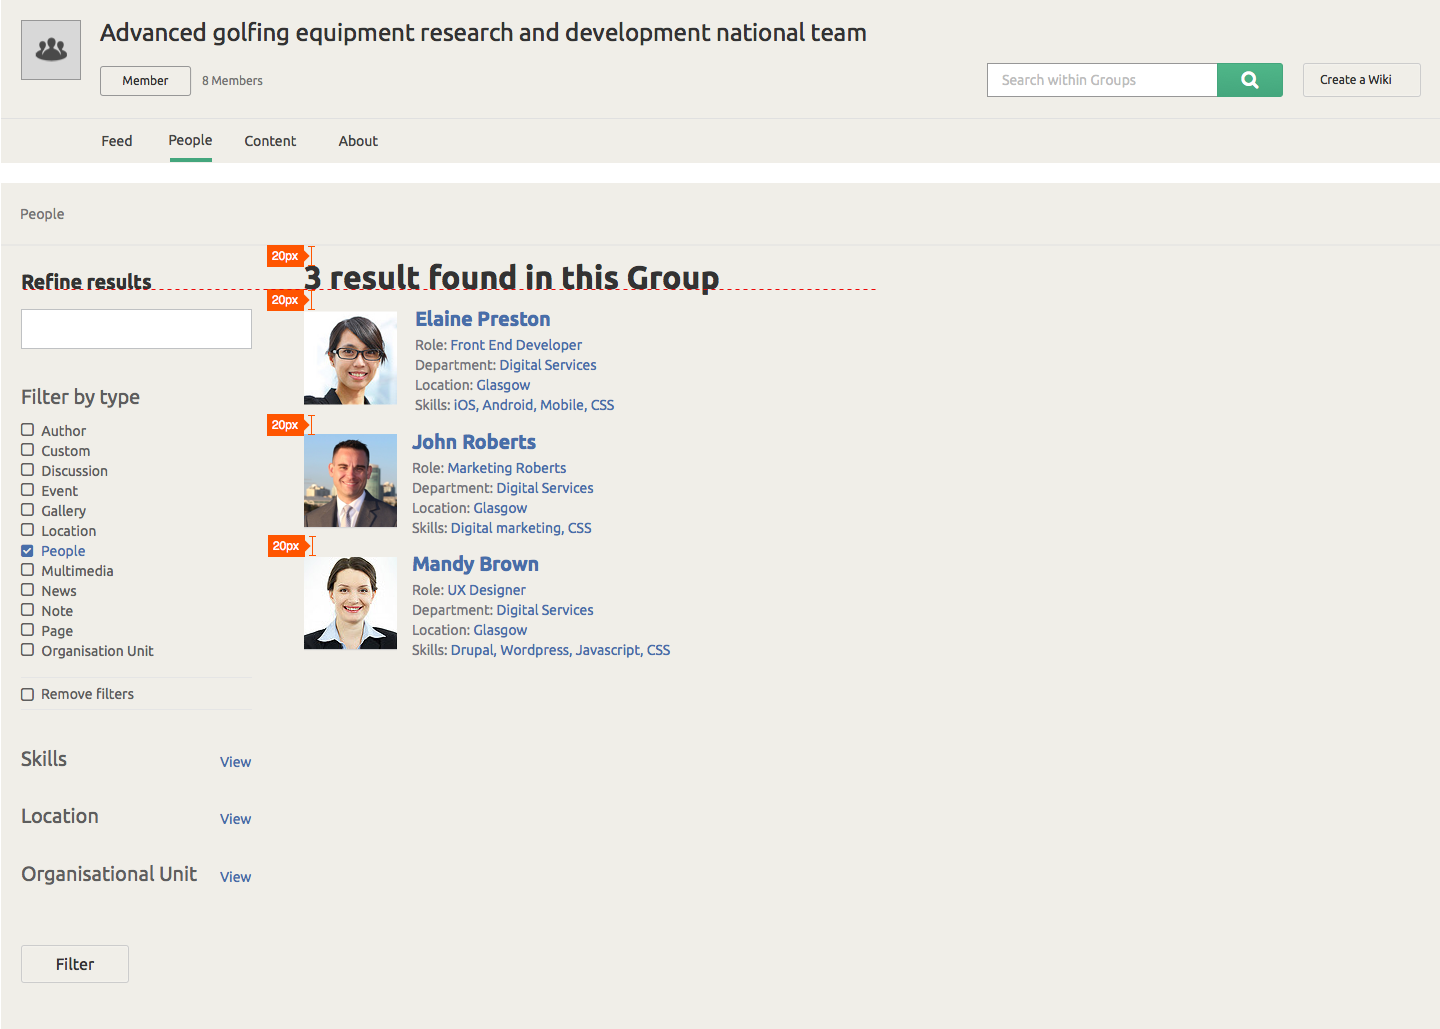 Advanced golfing equipment research and development national team
Member
8 Members
Search within Groups
Create a Wiki
Feed
People
Content
About
People
Refine results
Filter by type
Author
Custom
Discussion
Event
Gallery
Location
People
Multimedia
News
Note
Page
Organisation Unit
Remove filters
Skills
View
Location
View
Organisational Unit
View
Filter
20px
3 result found in this Group
20px
Elaine Preston
Role: Front End Developer
Department: Digital Services
Location: Glasgow
Skills: iOS, Android, Mobile, CSS
20px
John Roberts
Role: Marketing Roberts
Department: Digital Services
Location: Glasgow
Skills: Digital marketing, CSS
20px
Mandy Brown
Role: UX Designer
Department: Digital Services
Location: Glasgow
Skills: Drupal, Wordpress, Javascript, CSS